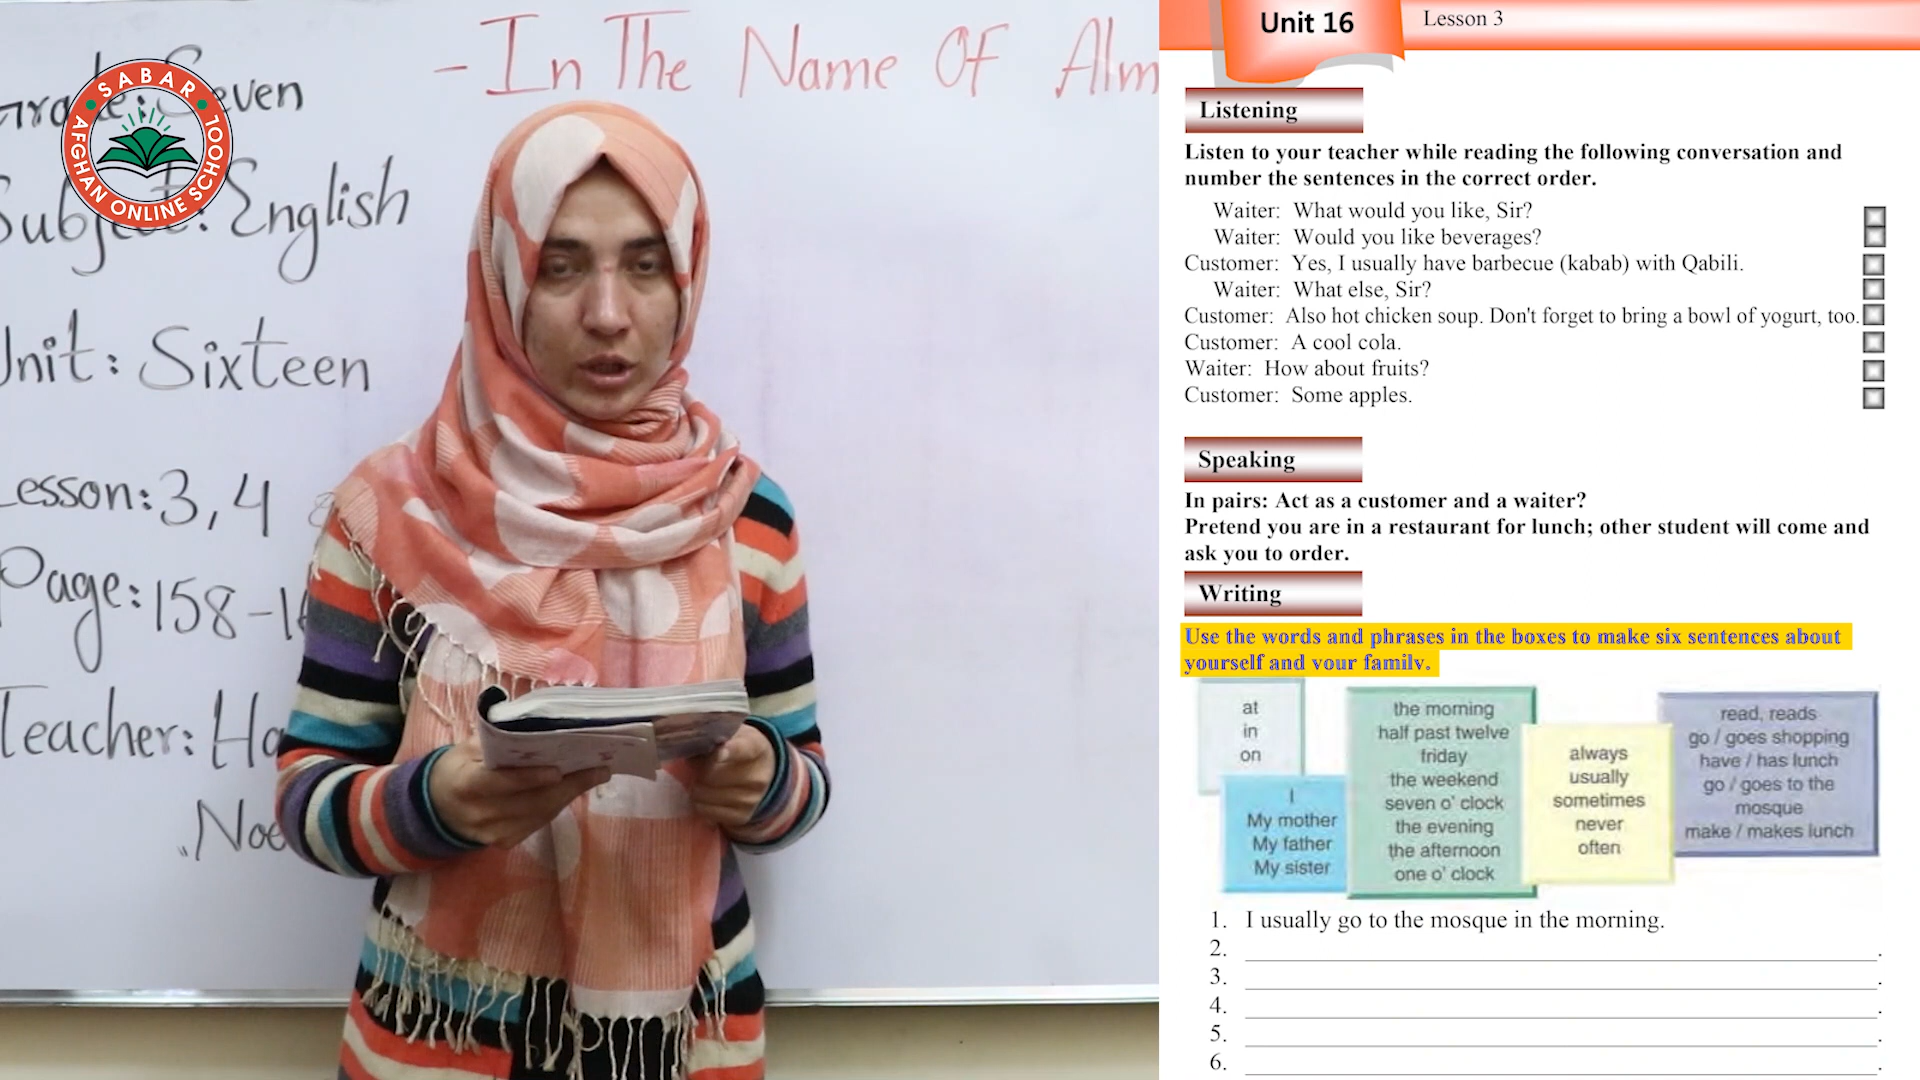 - In The Name Of Alm
Grade: Seven
Subject: English
Unit: Sixteen
Lesson: 3, 4 &
Page: 158-1
Teacher: Ha
Noe
SABAR
AFGHAN ONLINE SCHOOL
Unit 16
Lesson 3
Listening
Listen to your teacher while reading the following conversation and
number the sentences in the correct order.
Waiter: What would you like, Sir?
Waiter: Would you like beverages?
Customer: Yes, I usually have barbecue (kabab) with Qabili.
Waiter: What else, Sir?
Customer: Also hot chicken soup. Don't forget to bring a bowl of yogurt, too.
Customer: A cool cola.
Waiter: How about fruits?
Customer: Some apples.
Speaking
In pairs: Act as a customer and a waiter?
Pretend you are in a restaurant for lunch; other student will come and
ask you to order.
Writing
Use the words and phrases in the boxes to make six sentences about
yourself and your family.
at
in
on
I
My mother
My father
My sister
the morning
half past twelve
friday
the weekend
seven o' clock
the evening
the afternoon
one o' clock
always
usually
sometimes
never
often
read, reads
go / goes shopping
have / has lunch
go / goes to the
mosque
make / makes lunch
1. I usually go to the mosque in the morning.
2.
3.
4.
5.
6.